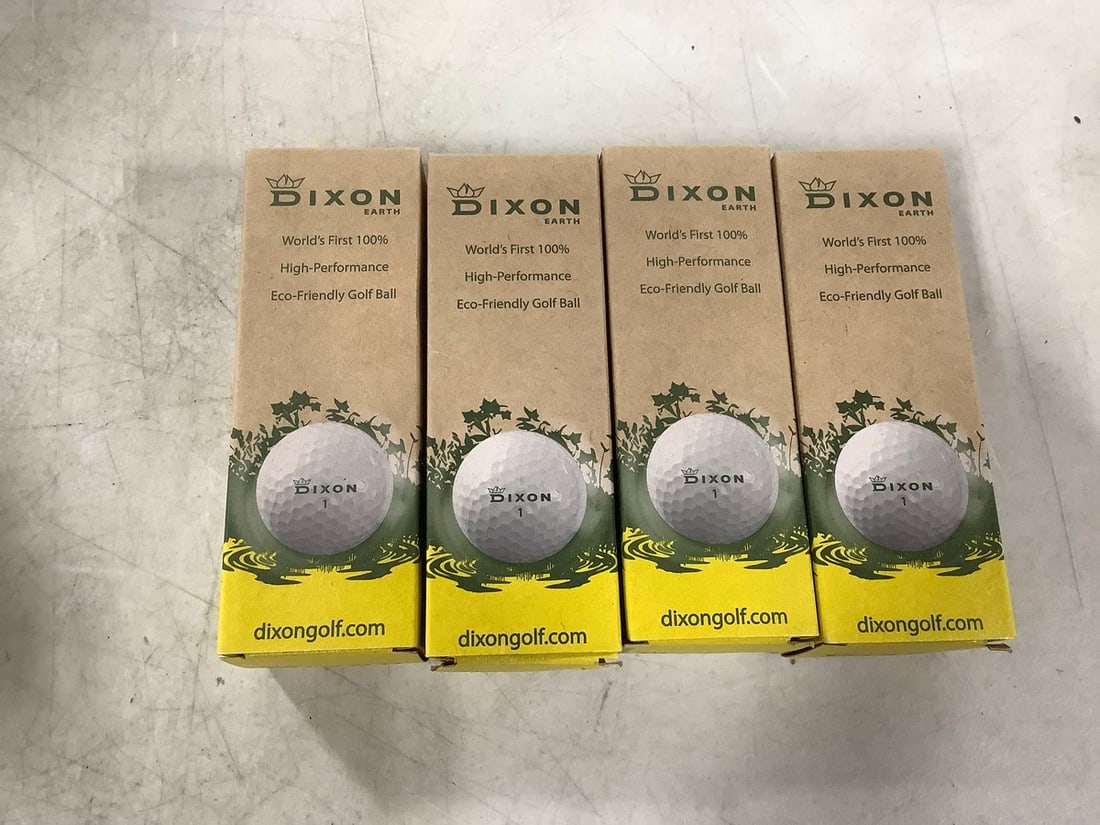 DIXON
EARTH
World's First 100%
High-Performance
Eco-Friendly Golf Ball
DIXON
1
dixongolf.com
DIXON
EARTH
World's First 100%
High-Performance
Eco-Friendly Golf Ball
DIXON
1
dixongolf.com
DIXON
EARTH
World's First 100%
High-Performance
Eco-Friendly Golf Ball
DIXON
1
dixongolf.com
DIXON
EARTH
World's First 100%
High-Performance
Eco-Friendly Golf Ball
DIXON
1
dixongolf.com